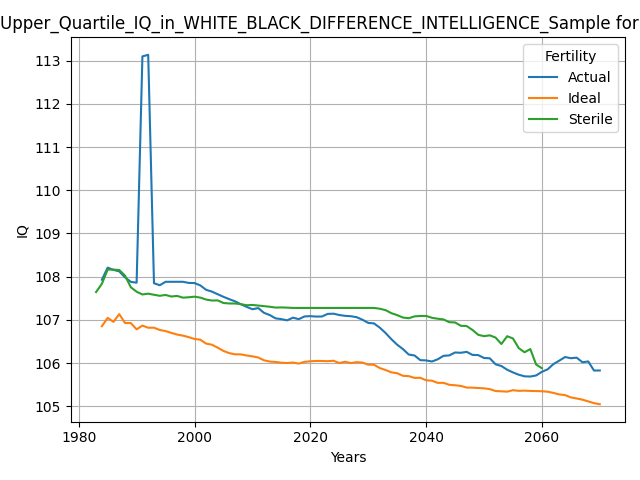 Upper_Quartile_IQ_in_WHITE_BLACK_DIFFERENCE_INTELLIGENCE_Sample for
Fertility
Actual
Ideal
Sterile
IQ
113
112
111
110
109
108
107
106
105
1980
2000
2020
2040
2060
Years